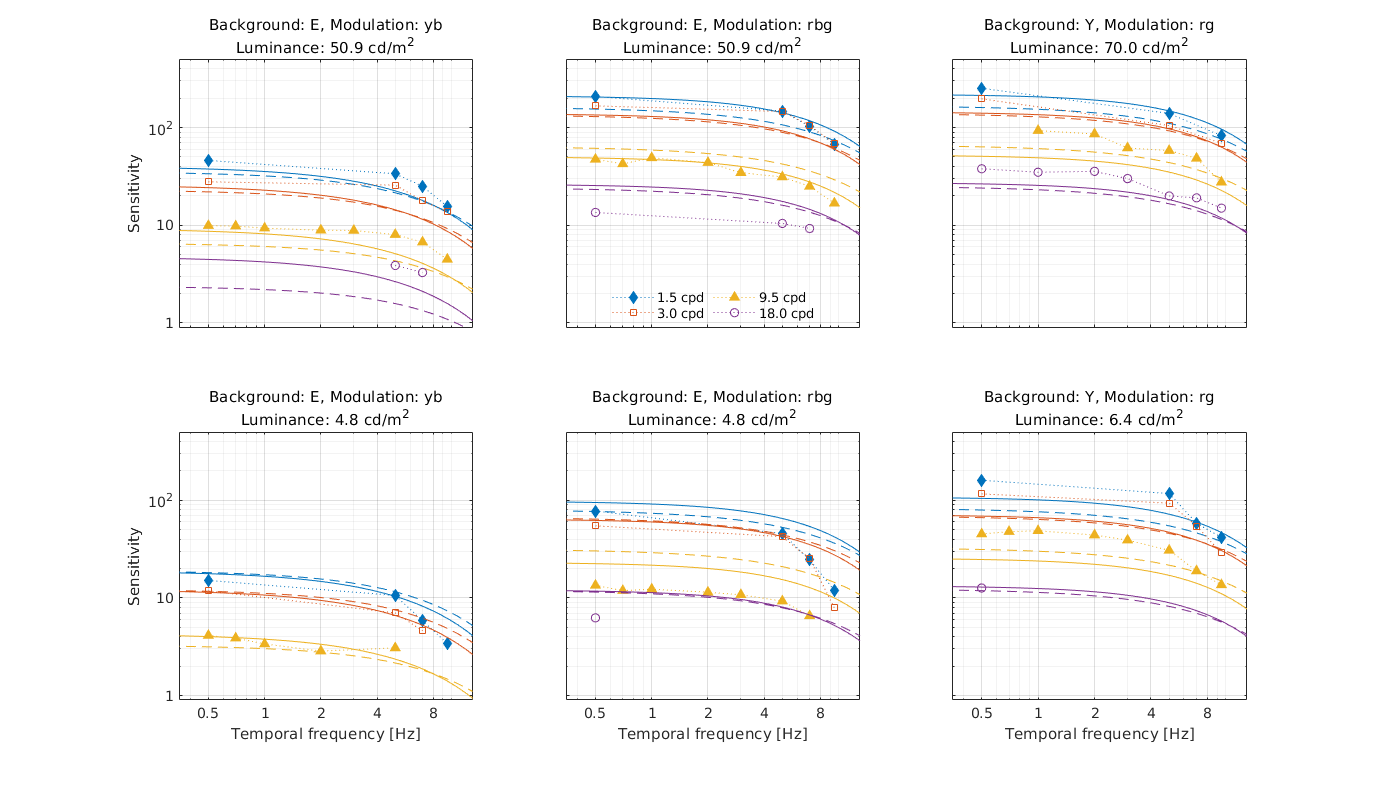 Background: E, Modulation: yb
Luminance: 50.9 cd/m²
Background: E, Modulation: rbg
Luminance: 50.9 cd/m²
Background: Y, Modulation: rg
Luminance: 70.0 cd/m²
Sensitivity
10²
10
1
1.5 cpd
9.5 cpd
3.0 cpd
18.0 cpd
Background: E, Modulation: yb
Luminance: 4.8 cd/m²
Background: E, Modulation: rbg
Luminance: 4.8 cd/m²
Background: Y, Modulation: rg
Luminance: 6.4 cd/m²
Sensitivity
10²
10
1
0.5 1 2 4 8
0.5 1 2 4 8
0.5 1 2 4 8
Temporal frequency [Hz]
Temporal frequency [Hz]
Temporal frequency [Hz]